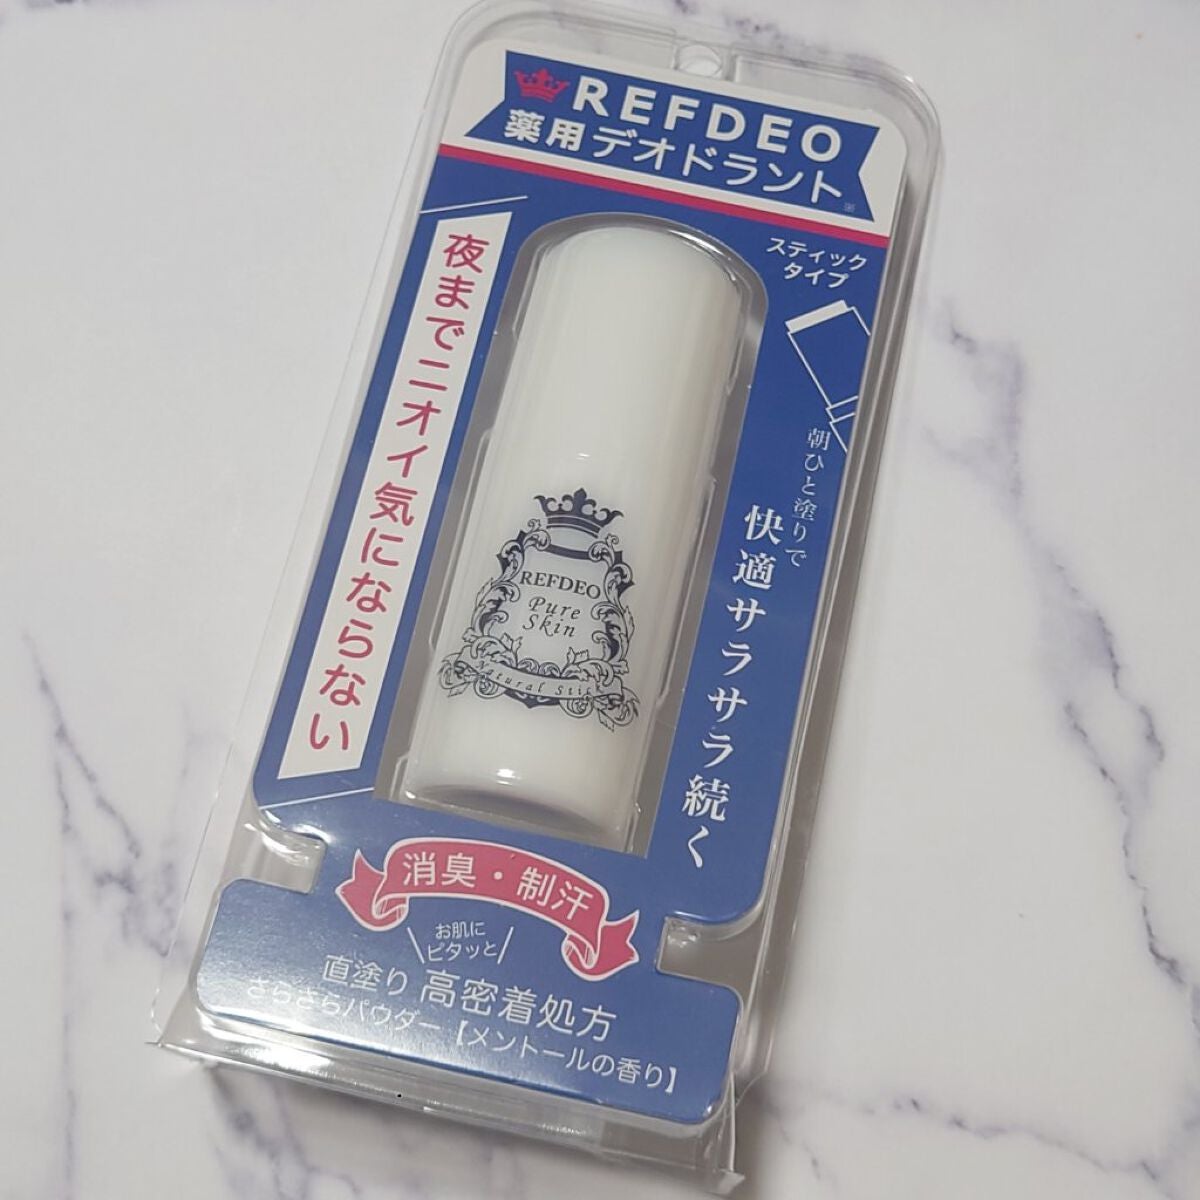 REFDEO
薬用デオドラント※
スティック
タイプ
夜までニオイ気にならない
朝ひと塗りで
快適サラサラ続く
REFDEO
Pure
Skin
Natural Stick
消臭・制汗
お肌に
ピタッと
直塗り 高密着処方
さらさらパウダー【メントールの香り】